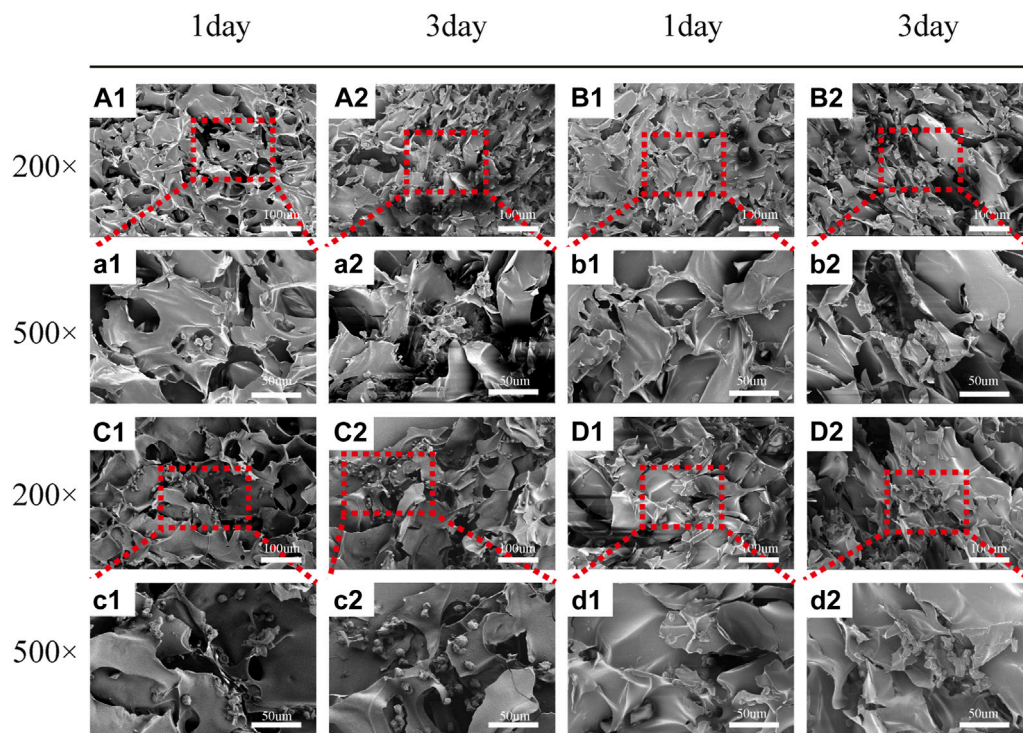 1day 3day 1day 3day
200×
A1 A2 B1 B2
100um 100um 100um 100um
500×
a1 a2 b1 b2
50um 50um 50um 50um
200×
C1 C2 D1 D2
100um 100um 100um 100um
500×
c1 c2 d1 d2
50um 50um 50um 50um